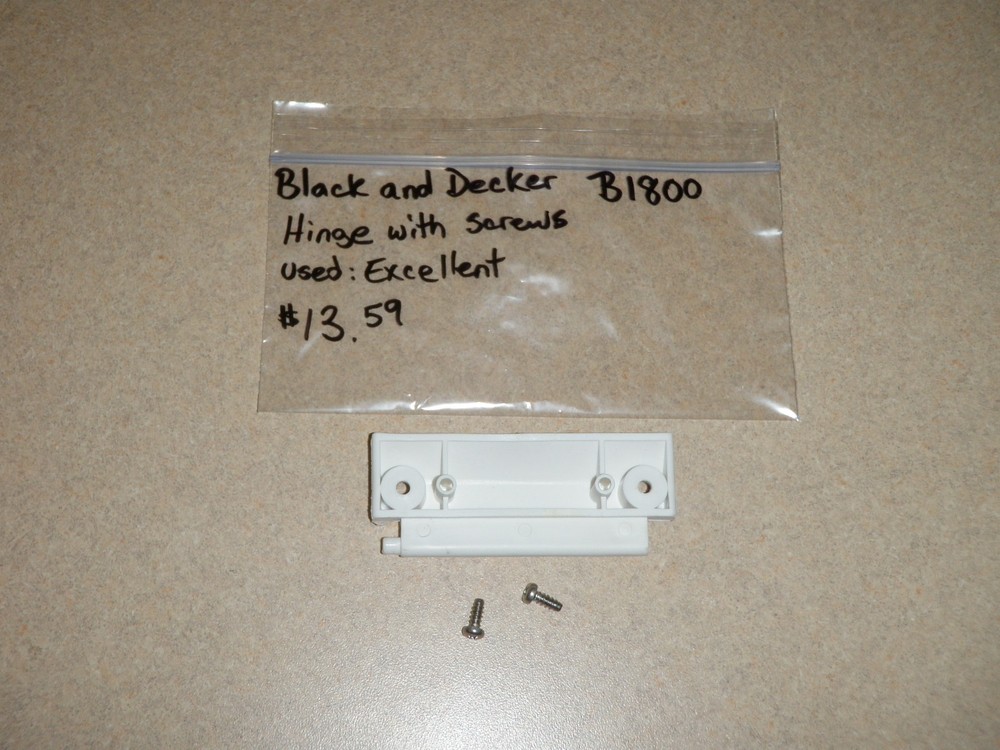 Black and Decker B1800
Hinge with screws
used: Excellent
$13.59